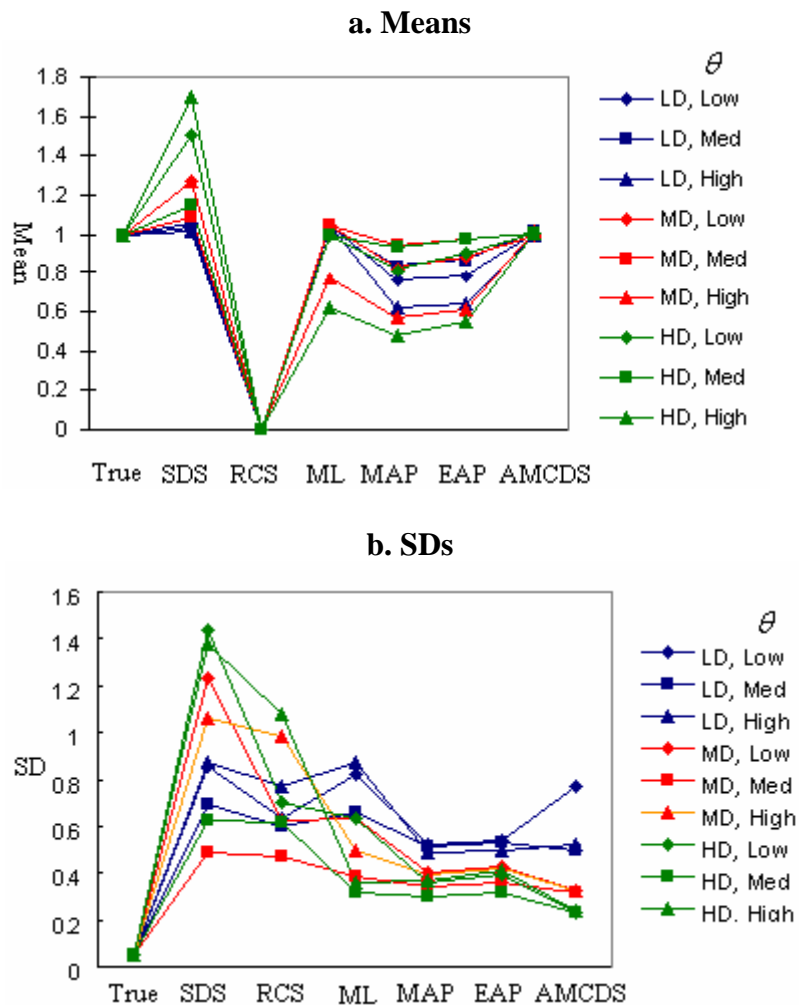 a. Means
θ
1.8
1.6
1.4
1.2
1
0.8
0.6
0.4
0.2
0
Mean
True SDS RCS ML MAP EAP AMCDS
LD, Low
LD, Med
LD, High
MD, Low
MD, Med
MD, High
HD, Low
HD, Med
HD, High
b. SDs
θ
1.6
1.4
1.2
1
0.8
0.6
0.4
0.2
0
SD
True SDS RCS ML MAP EAP AMCDS
LD, Low
LD, Med
LD, High
MD, Low
MD, Med
MD, High
HD, Low
HD, Med
HD. High